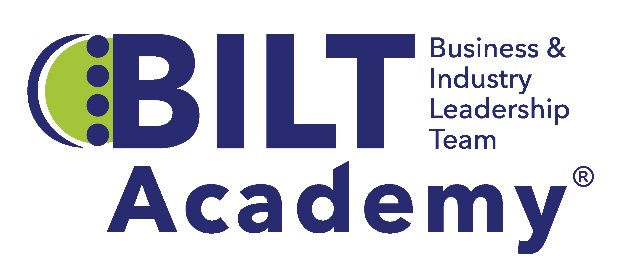 BILT
Business &
Industry
Leadership
Team
Academy®